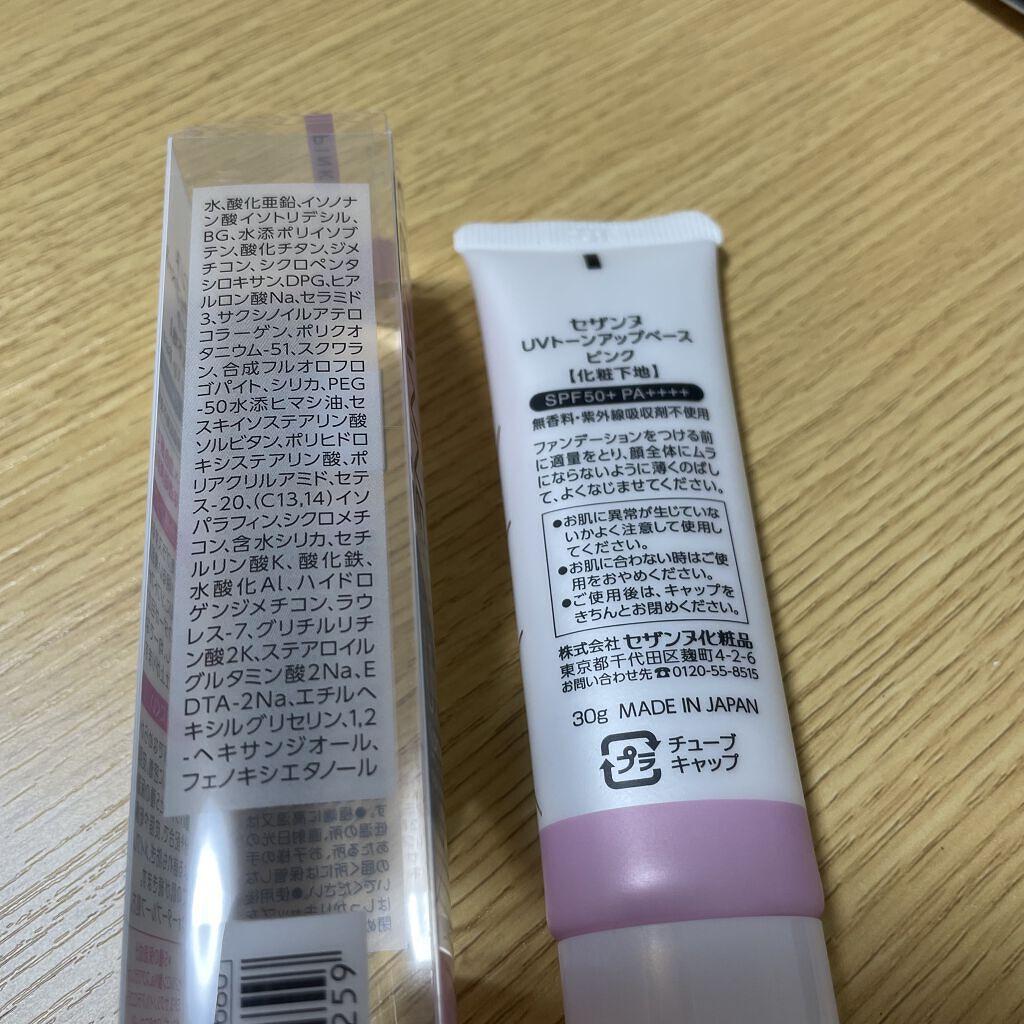 PINK
水、酸化亜鉛、イソノナ
ン酸イソトリデシル、
BG、水添ポリイソブ
テン、酸化チタン、ジメ
チコン、シクロペンタ
シロキサン、DPG、ヒア
ルロン酸Na、セラミド
3、サクシノイルアテロ
コラーゲン、ポリクオ
タニウム-51、スクワラ
ン、合成フルオロフロ
ゴパイト、シリカ、PEG
-50水添ヒマシ油、セ
スキイソステアリン酸
ソルビタン、ポリヒドロ
キシステアリン酸、ポ
リアクリルアミド、セテ
ス-20、(C13,14)イソ
パラフィン、シクロメチ
コン、含水シリカ、セチ
ルリン酸K、酸化鉄、
水酸化Al、ハイドロ
ゲンジメチコン、ラウ
レス-7、グリチルリチ
ン酸2K、ステアロイル
グルタミン酸2Na、E
DTA-2Na、エチルヘ
キシルグリセリン、1,2
-ヘキサンジオール、
フェノキシエタノール
259
セザンヌ
UVトーンアップベース
ピンク
【化粧下地】
SPF50+ PA++++
無香料・紫外線吸収剤不使用
ファンデーションをつける前
に適量をとり、顔全体にムラ
にならないように薄くのばし
て、よくなじませてください。
●お肌に異常が生じていな
いかよく注意して使用し
てください。
●お肌に合わない時はご使
用をおやめください。
●ご使用後は、キャップを
きちんとお閉めください。
株式会社 セザンヌ化粧品
東京都千代田区麹町4-2-6
お問い合わせ先☎0120-55-8515
30g MADE IN JAPAN
プラ
チューブ
キャップ